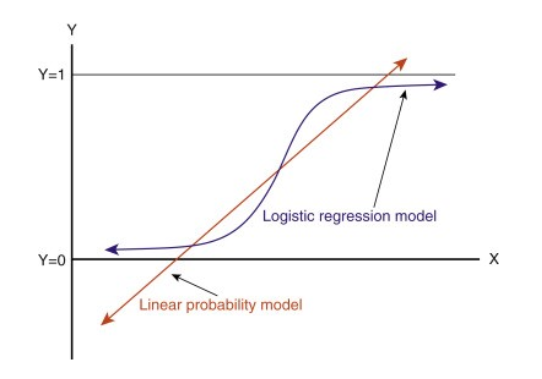 Y
Y=1
Logistic regression model
Y=0
X
Linear probability model